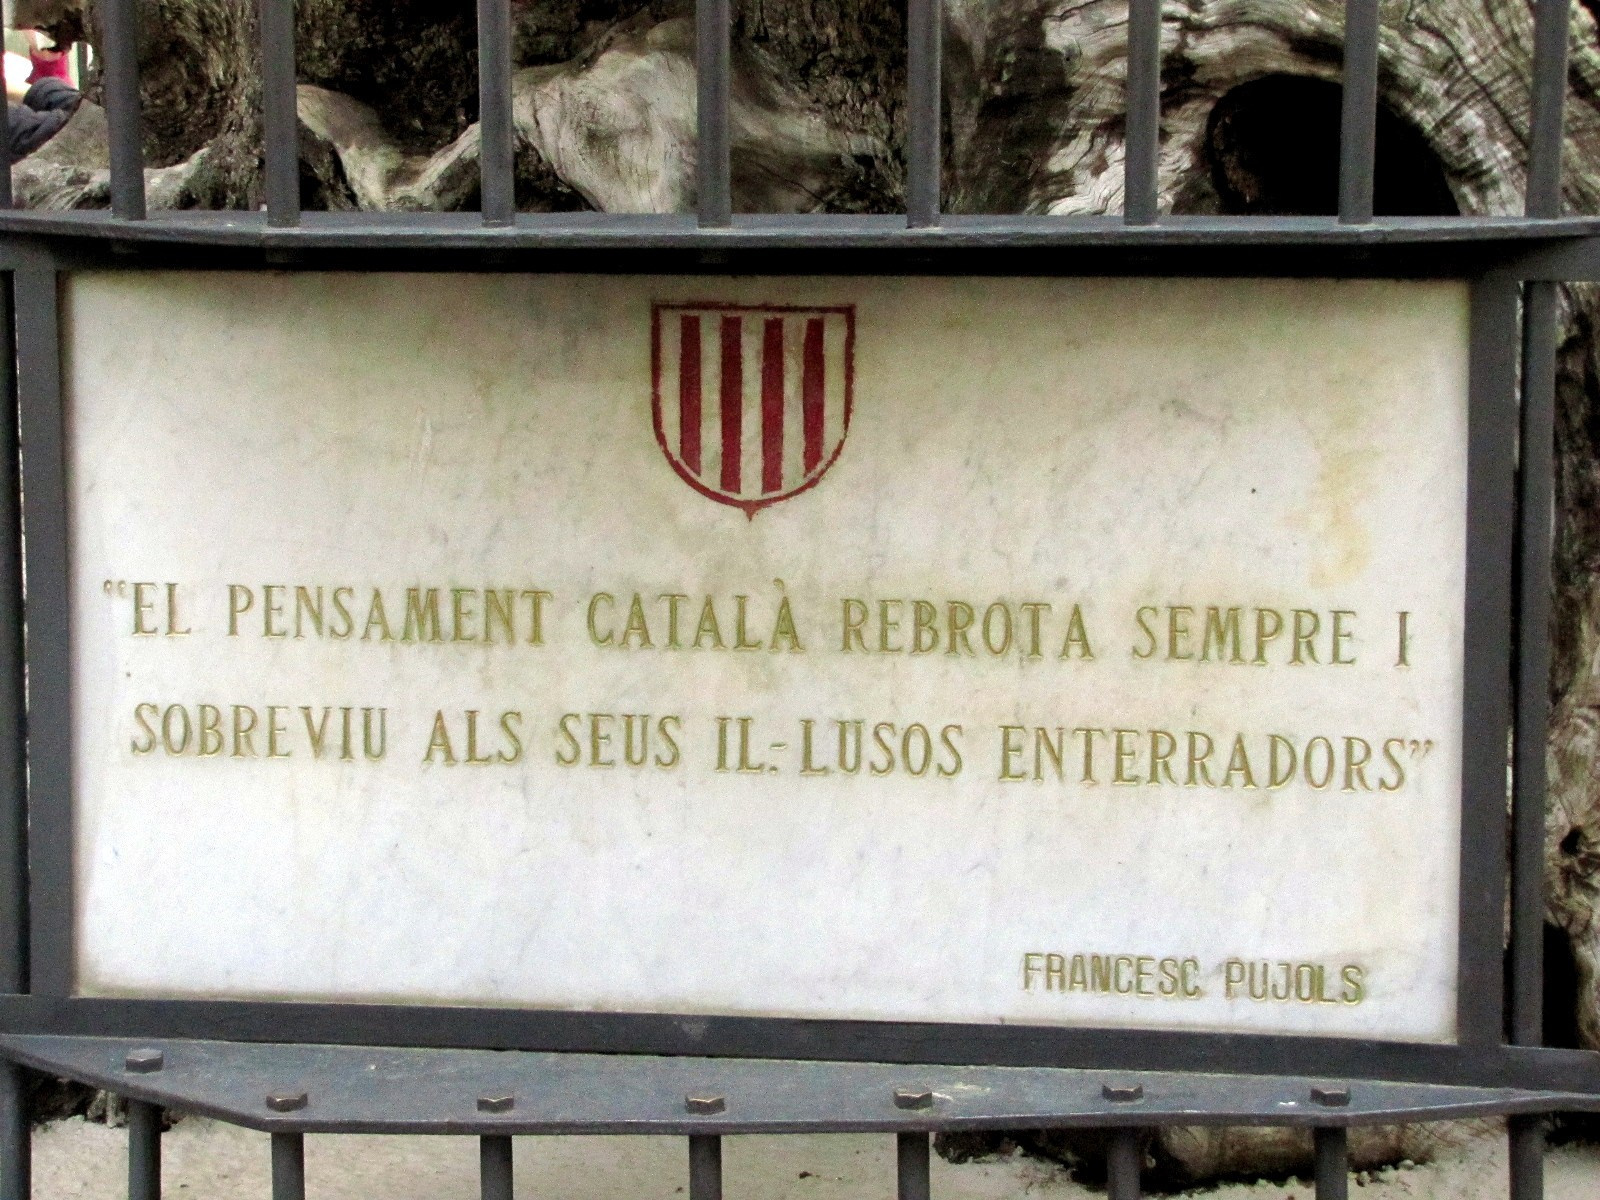 “EL PENSAMENT CATALÀ REBROTA SEMPRE I
SOBREVIU ALS SEUS IL·-LUSOS ENTERRADORS”
FRANCESC PUJOLS